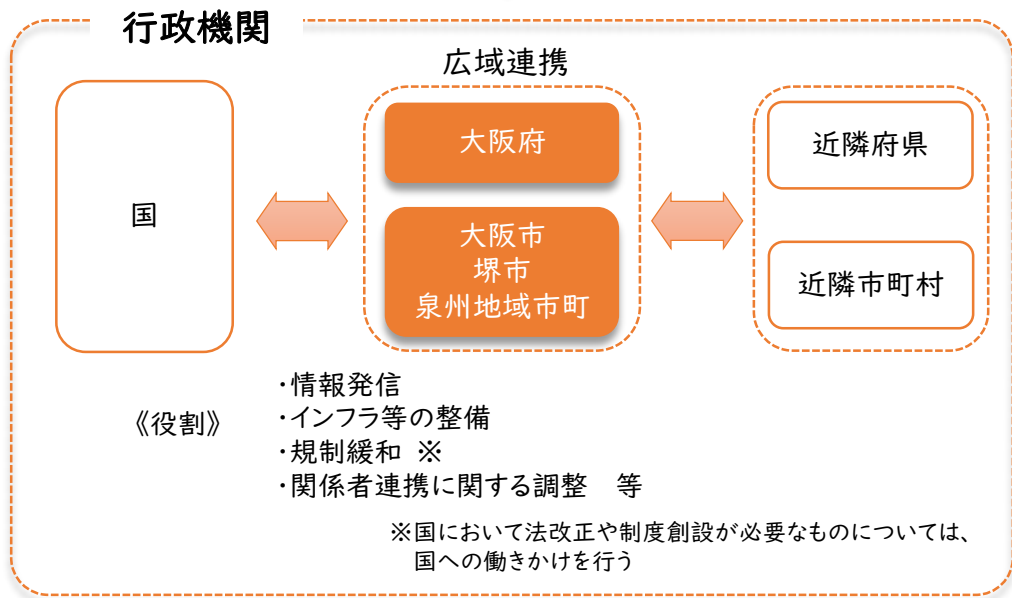 行政機関
広域連携
国
大阪府
大阪市
堺市
泉州地域市町
近隣府県
近隣市町村
《役割》
・情報発信
・インフラ等の整備
・規制緩和 ※
・関係者連携に関する調整　等
※国において法改正や制度創設が必要なものについては、
国への働きかけを行う